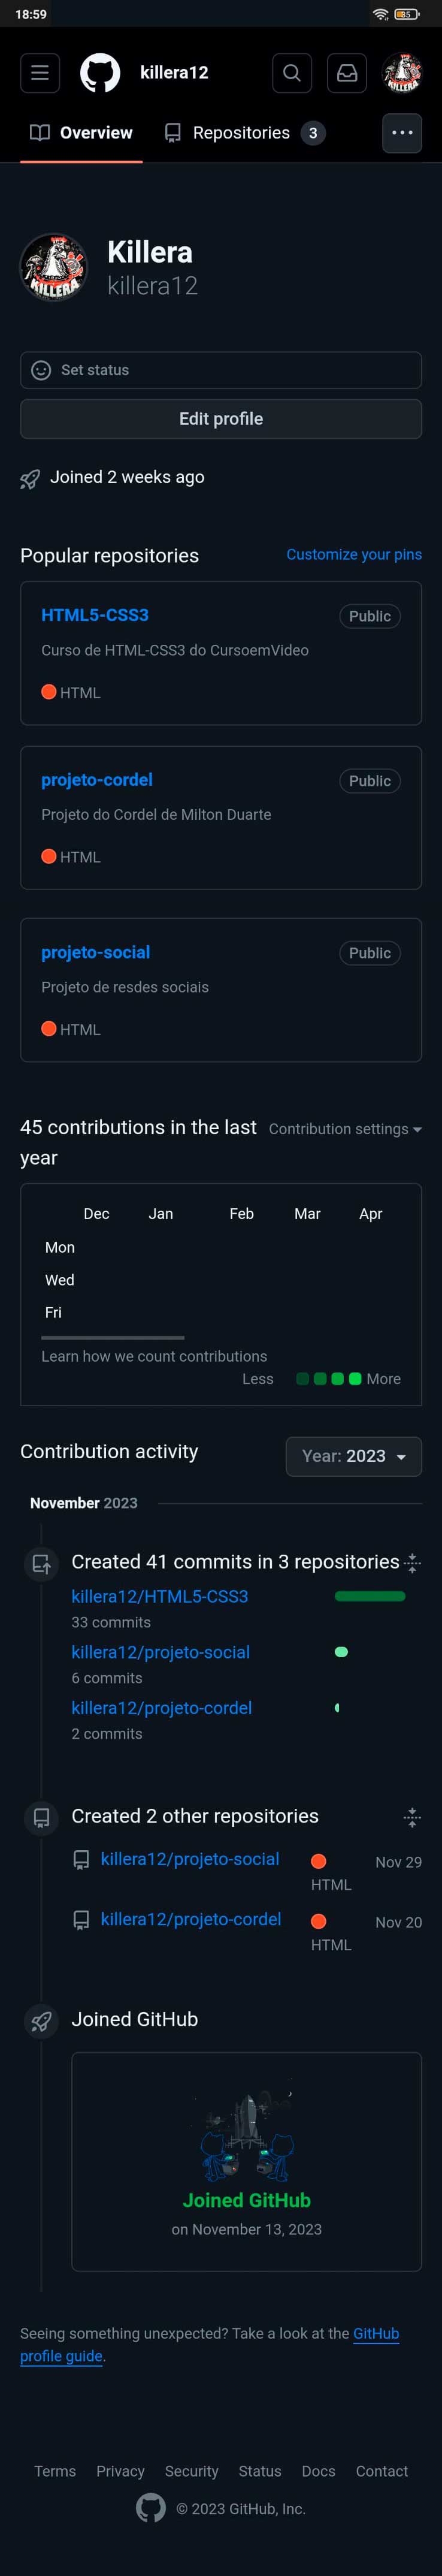 18:59
85
killera12
KILLERA
Overview
Repositories 3
KILLERA
Killera
killera12
Set status
Edit profile
Joined 2 weeks ago
Popular repositories Customize your pins
HTML5-CSS3 Public
Curso de HTML-CSS3 do CursoemVideo
HTML
projeto-cordel Public
Projeto do Cordel de Milton Duarte
HTML
projeto-social Public
Projeto de resdes sociais
HTML
45 contributions in the last Contribution settings
year
Dec Jan Feb Mar Apr
Mon
Wed
Fri
Learn how we count contributions
Less More
Contribution activity Year: 2023
November 2023
Created 41 commits in 3 repositories
killera12/HTML5-CSS3
33 commits
killera12/projeto-social
6 commits
killera12/projeto-cordel
2 commits
Created 2 other repositories
killera12/projeto-social Nov 29
HTML
killera12/projeto-cordel Nov 20
HTML
Joined GitHub
Joined GitHub
on November 13, 2023
Seeing something unexpected? Take a look at the GitHub
profile guide.
Terms Privacy Security Status Docs Contact
© 2023 GitHub, Inc.